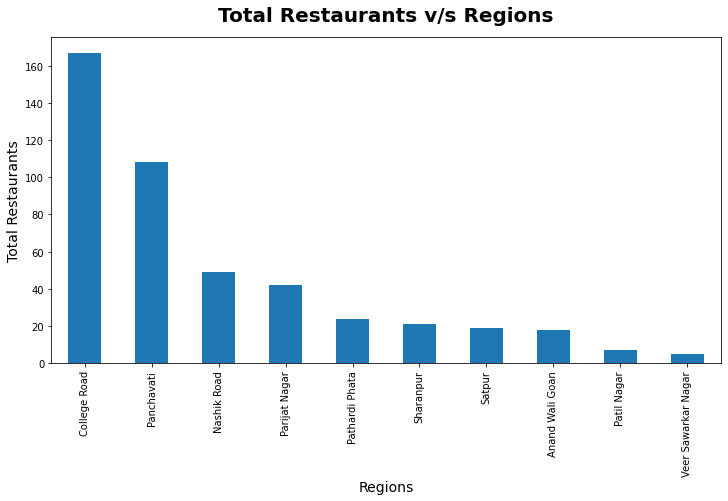 Total Restaurants v/s Regions
Total Restaurants
160
140
120
100
80
60
40
20
0
College Road
Panchavati
Nashik Road
Parijat Nagar
Pathardi Phata
Sharanpur
Satpur
Anand Wali Goan
Patil Nagar
Veer Sawarkar Nagar
Regions